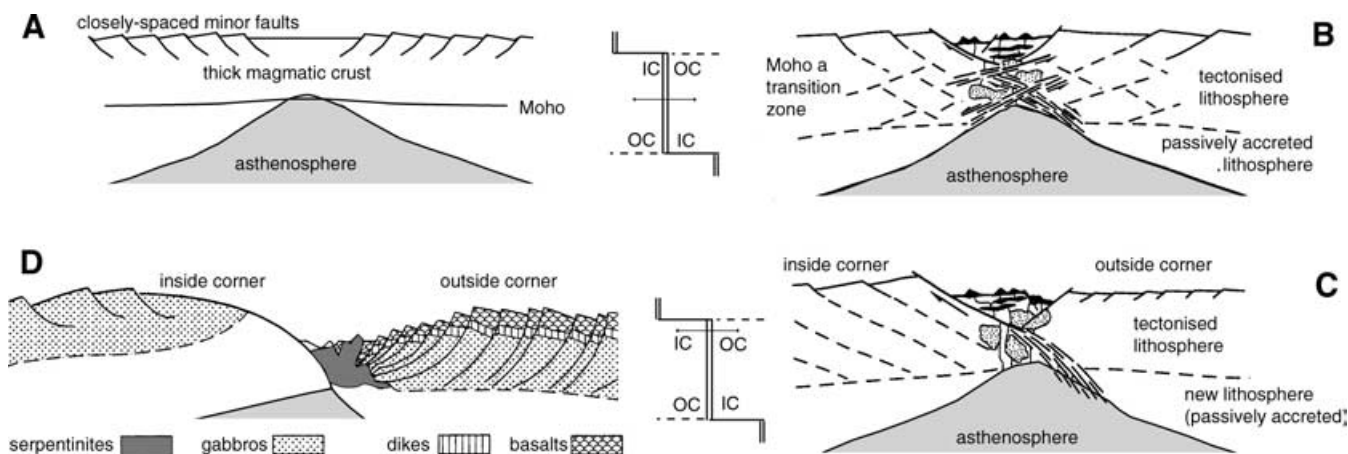 A
closely-spaced minor faults
thick magmatic crust
Moho
asthenosphere
IC OC
OC IC
B
Moho a
transition
zone
tectonised
lithosphere
passively accreted
lithosphere
asthenosphere
D
inside corner
outside corner
serpentinites
gabbros
dikes
basalts
IC OC
OC IC
C
inside corner
outside corner
tectonised
lithosphere
new lithosphere
(passively accreted)
asthenosphere